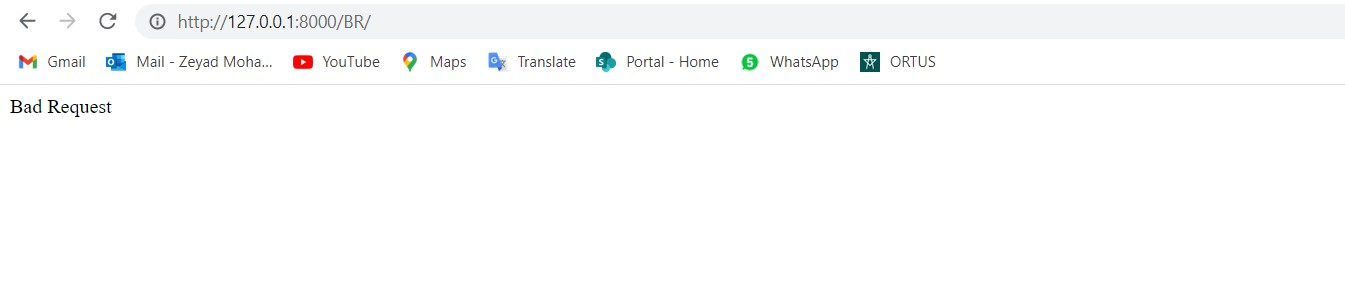 http://127.0.0.1:8000/BR/
Gmail Mail - Zeyad Moha... YouTube Maps Translate Portal - Home 5 WhatsApp ORTUS
Bad Request